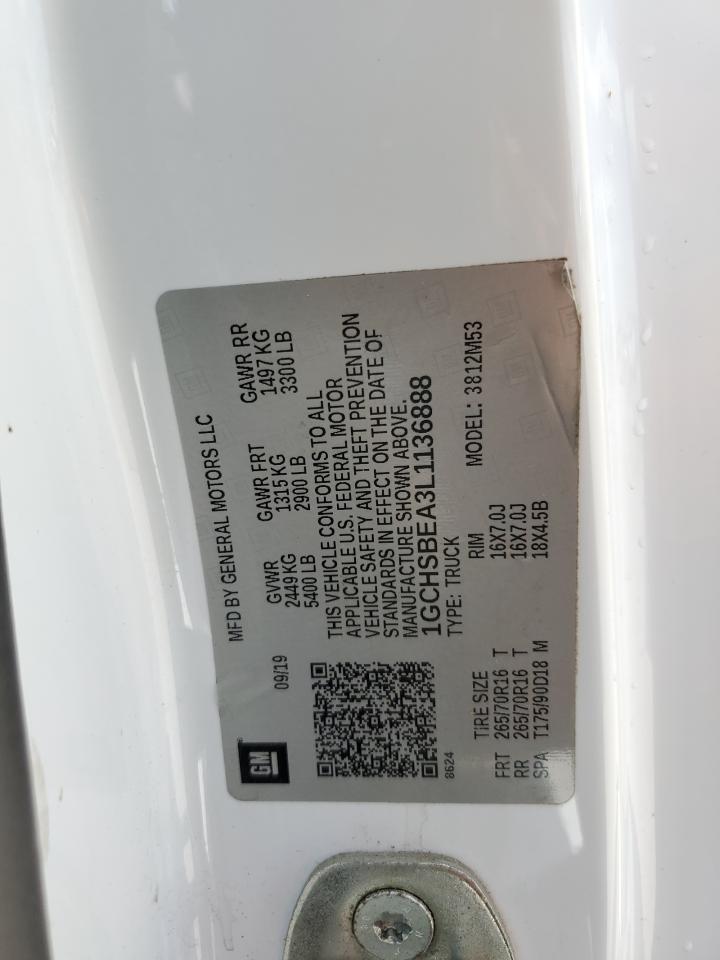 MFD BY GENERAL MOTORS LLC
GM
09/19
GVWR GAWR FRT GAWR RR
2449 KG 1315 KG 1497 KG
5400 LB 2900 LB 3300 LB
THIS VEHICLE CONFORMS TO ALL
APPLICABLE U.S. FEDERAL MOTOR
VEHICLE SAFETY AND THEFT PREVENTION
STANDARDS IN EFFECT ON THE DATE OF
MANUFACTURE SHOWN ABOVE.
1GCHSBEA3L1136888
8624
TYPE: TRUCK MODEL: 3812M53
TIRE SIZE RIM
FRT 265/70R16 T 16X7.0J
RR 265/70R16 T 16X7.0J
SPA T175/90D18 M 18X4.5B